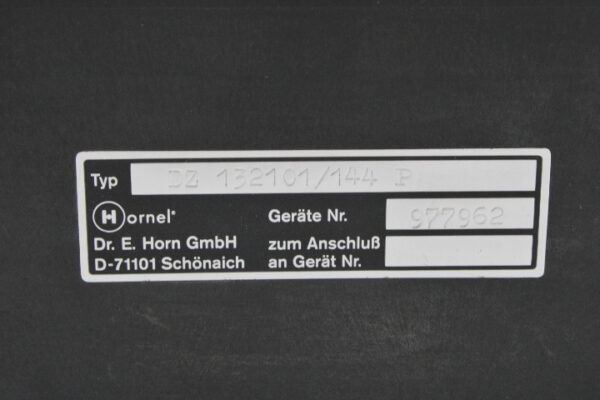 Typ DZ 132101/144 P
Hornel® Geräte Nr. 977962
Dr. E. Horn GmbH zum Anschluß
D-71101 Schönaich an Gerät Nr.